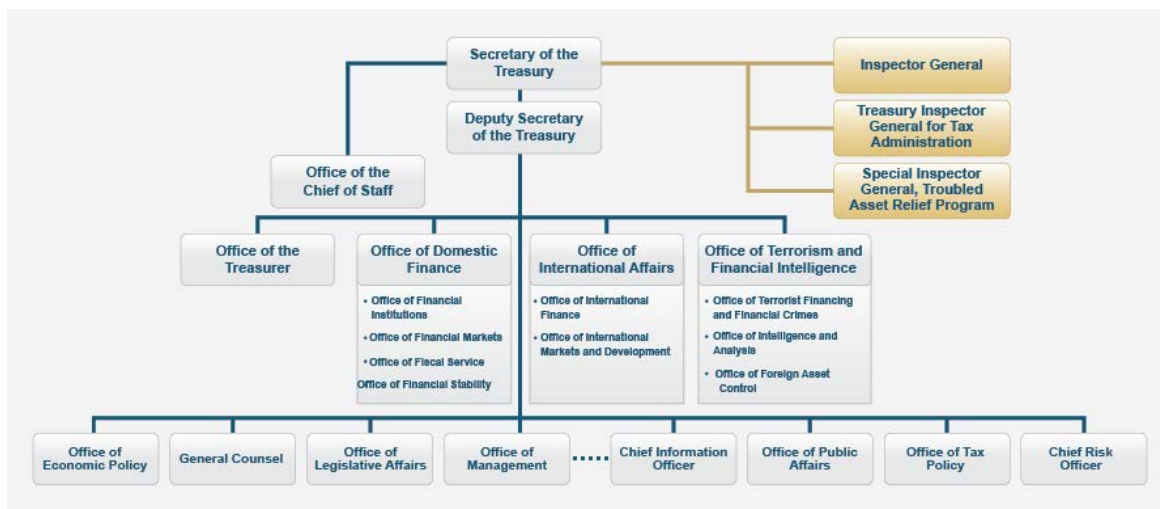 Secretary of the
Treasury
Inspector General
Deputy Secretary
of the Treasury
Treasury Inspector
General for Tax
Administration
Office of the
Chief of Staff
Special Inspector
General, Troubled
Asset Relief Program
Office of the
Treasurer
Office of Domestic
Finance
• Office of Financial
Institutions
• Office of Financial Markets
• Office of Fiscal Service
Office of Financial Stability
Office of
International Affairs
• Office of International
Finance
• Office of International
Markets and Development
Office of Terrorism and
Financial Intelligence
• Office of Terrorist Financing
and Financial Crimes
• Office of Intelligence and
Analysis
• Office of Foreign Asset
Control
Office of
Economic Policy
General Counsel
Office of
Legislative Affairs
Office of
Management
Chief Information
Officer
Office of Public
Affairs
Office of Tax
Policy
Chief Risk
Officer